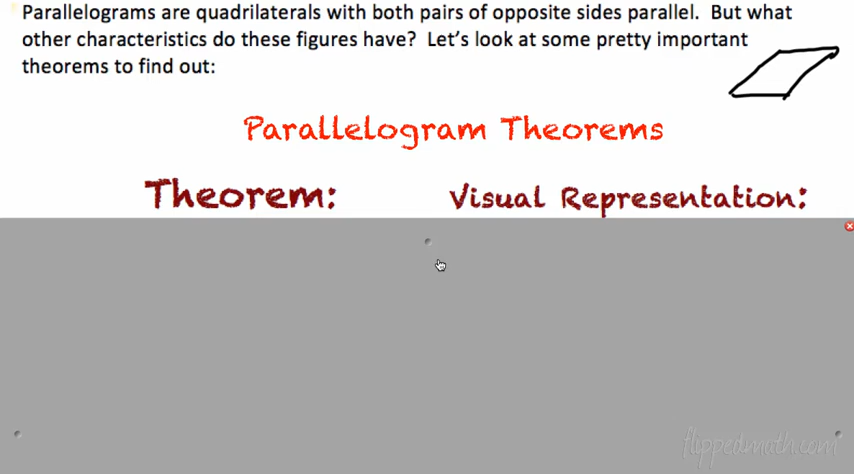 Parallelograms are quadrilaterals with both pairs of opposite sides parallel. But what
other characteristics do these figures have? Let's look at some pretty important
theorems to find out:
Parallelogram Theorems
Theorem: Visual Representation:
flippedmath.com